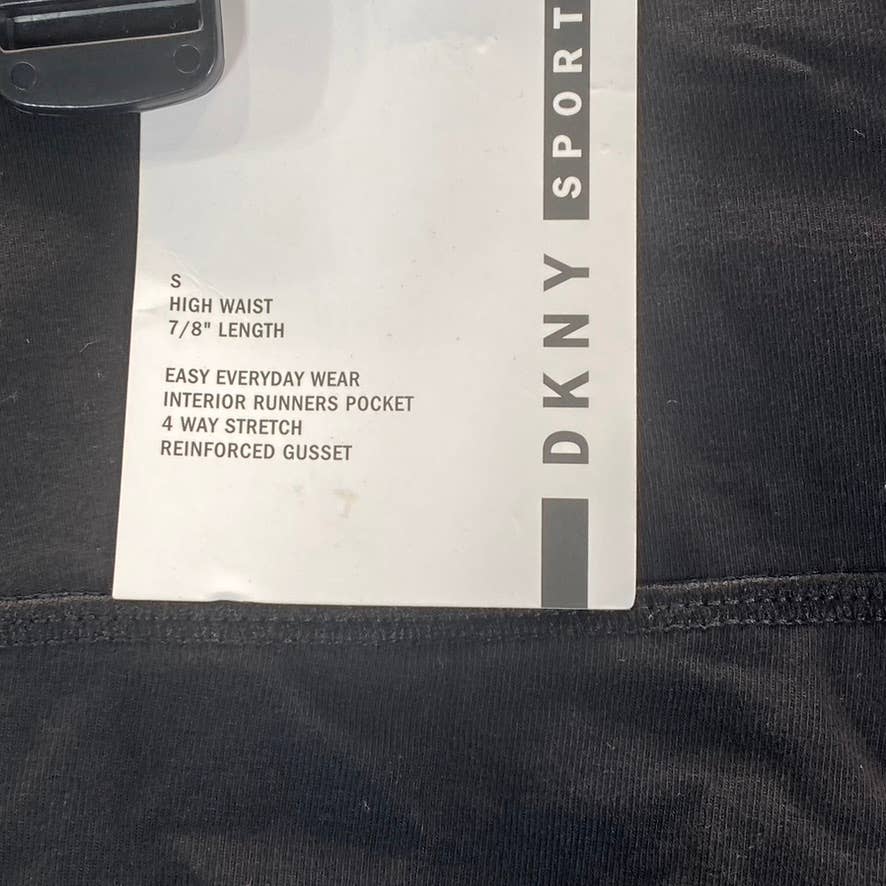 S
HIGH WAIST
7/8" LENGTH
EASY EVERYDAY WEAR
INTERIOR RUNNERS POCKET
4 WAY STRETCH
REINFORCED GUSSET
DKNY SPORT